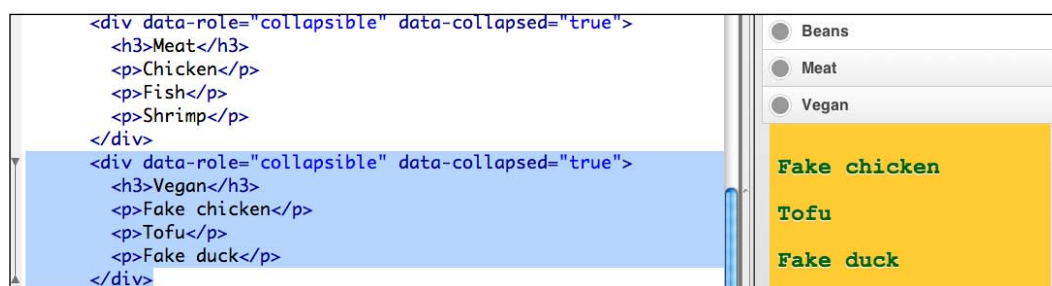 <div data-role="collapsible" data-collapsed="true">
<h3>Meat</h3>
<p>Chicken</p>
<p>Fish</p>
<p>Shrimp</p>
</div>
<div data-role="collapsible" data-collapsed="true">
<h3>Vegan</h3>
<p>Fake chicken</p>
<p>Tofu</p>
<p>Fake duck</p>
</div>
Beans
Meat
Vegan
Fake chicken
Tofu
Fake duck